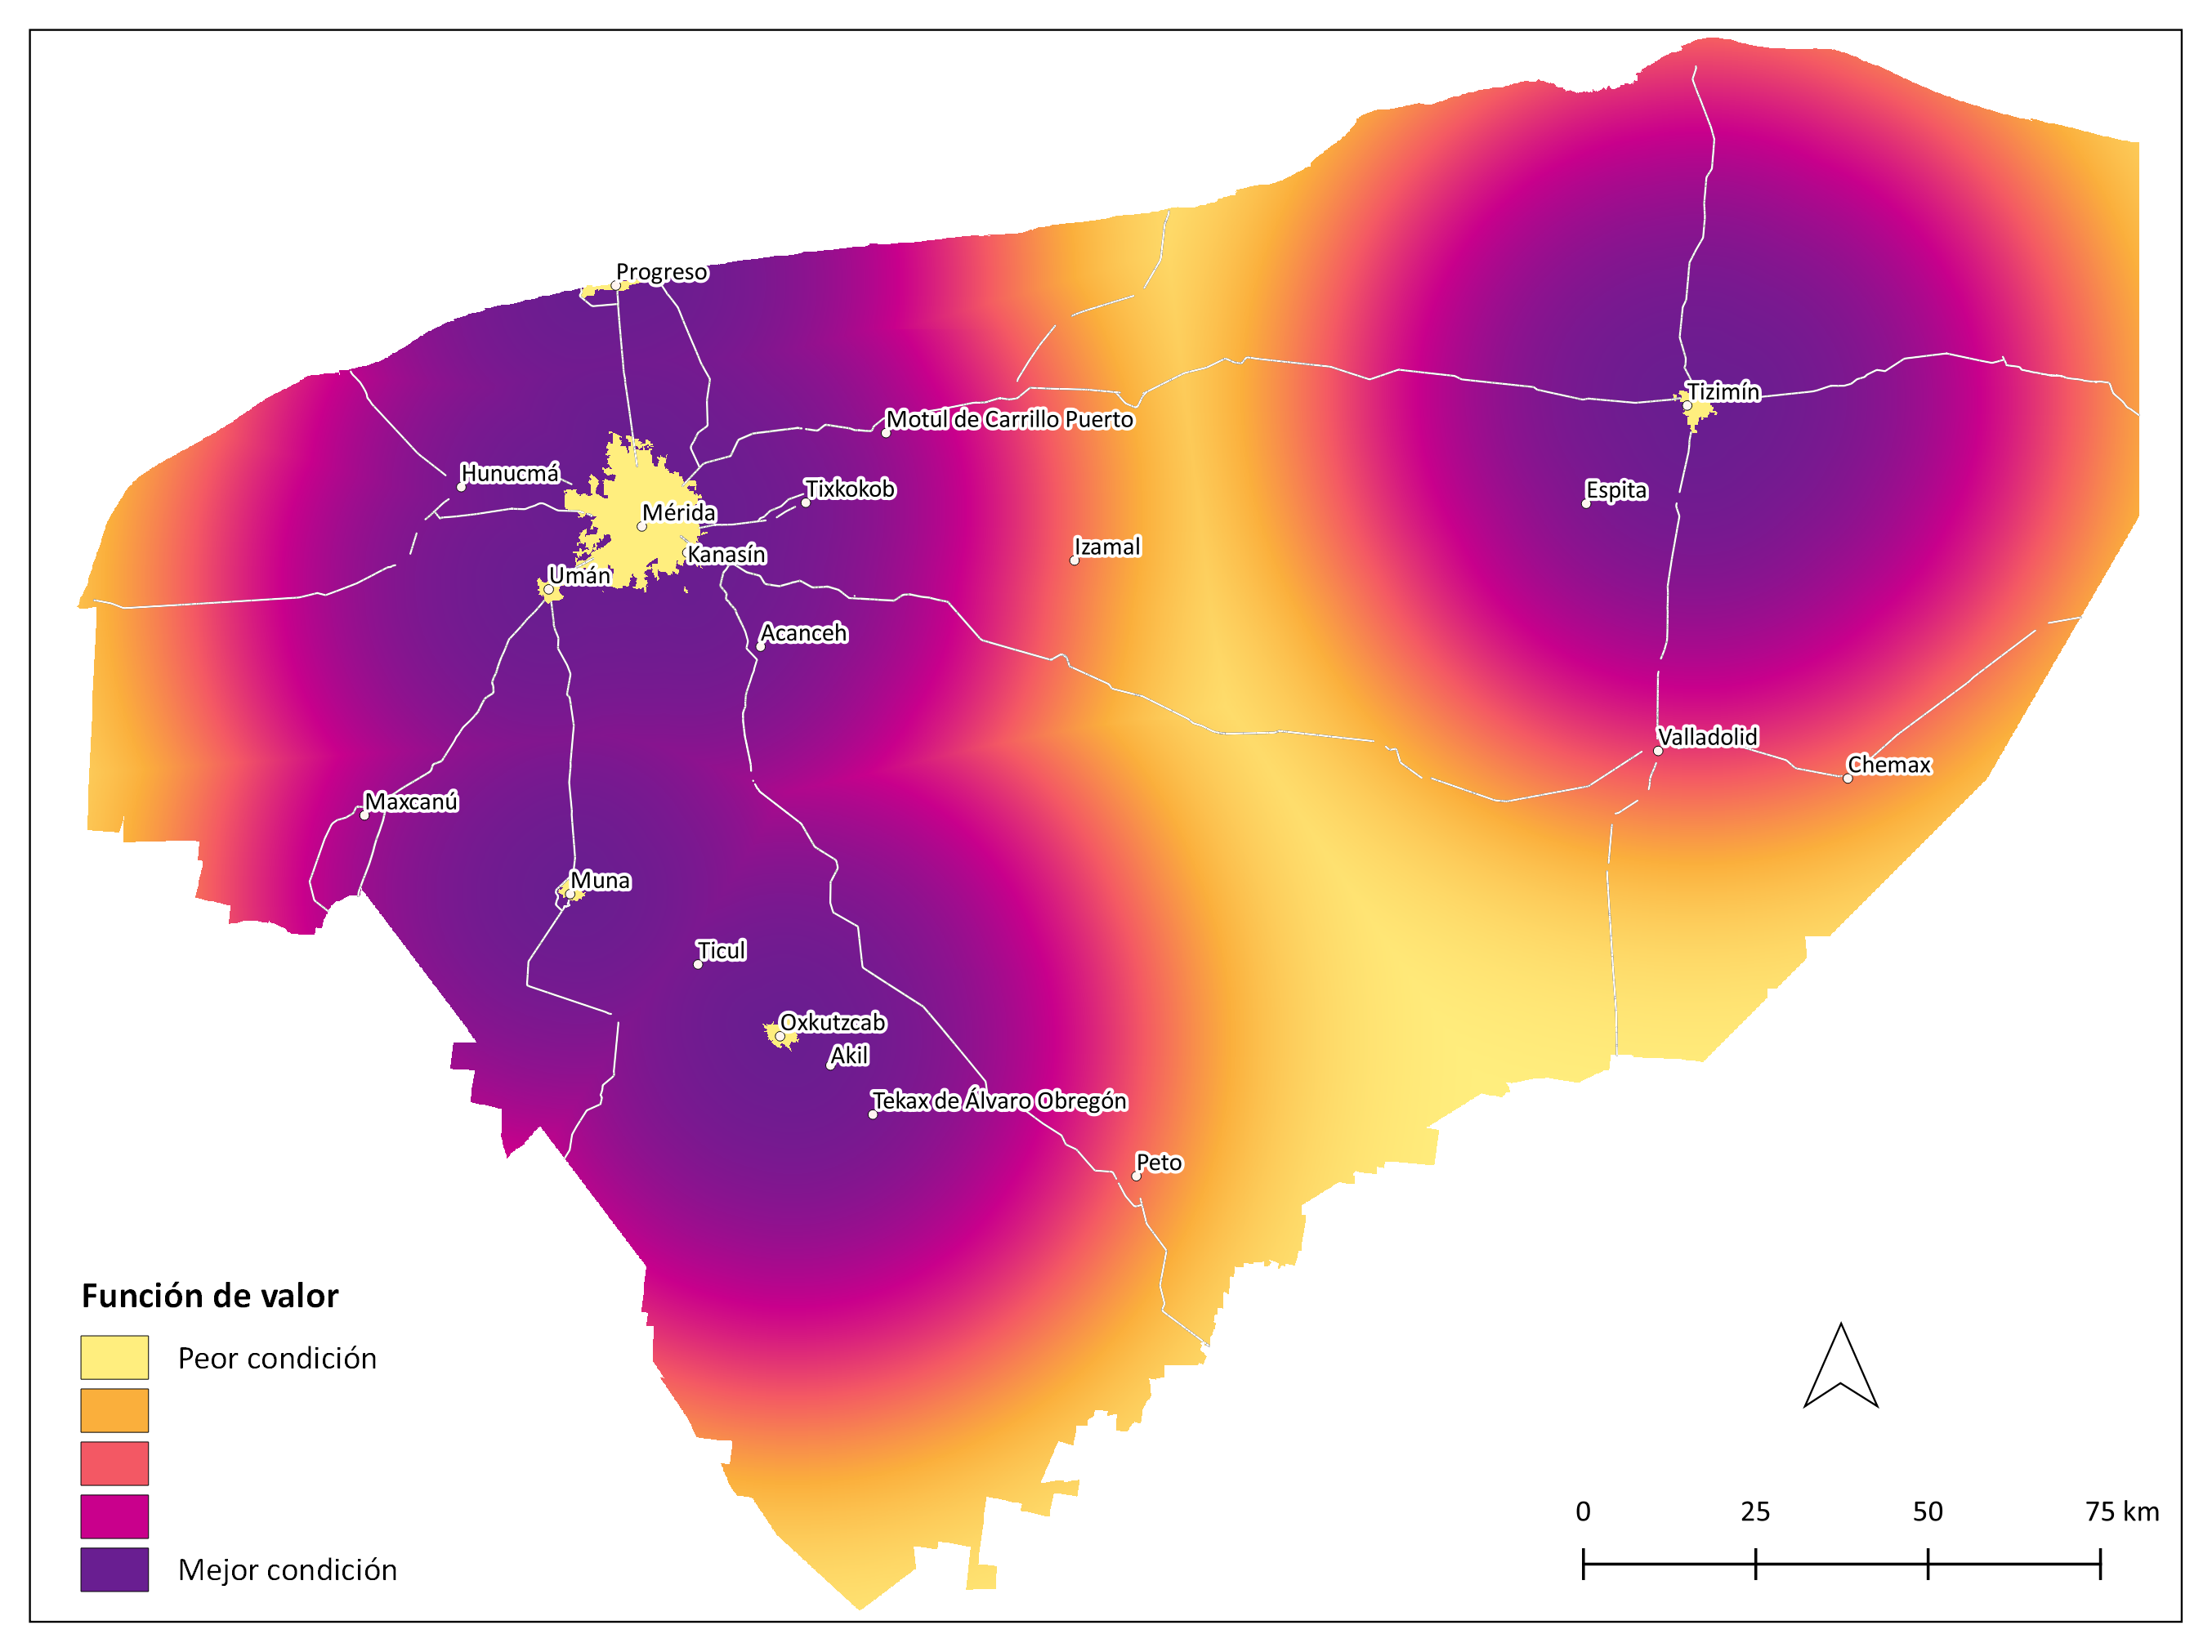 Progreso
Tizimín
Motul de Carrillo Puerto
Hunucmá
Tixkokob
Espita
Mérida
Izamal
Kanasín
Umán
Acanceh
Valladolid
Chemax
Maxcanú
Muna
Ticul
Oxkutzcab
Akil
Tekax de Álvaro Obregón
Peto
Función de valor
Peor condición
Mejor condición
0 25 50 75 km